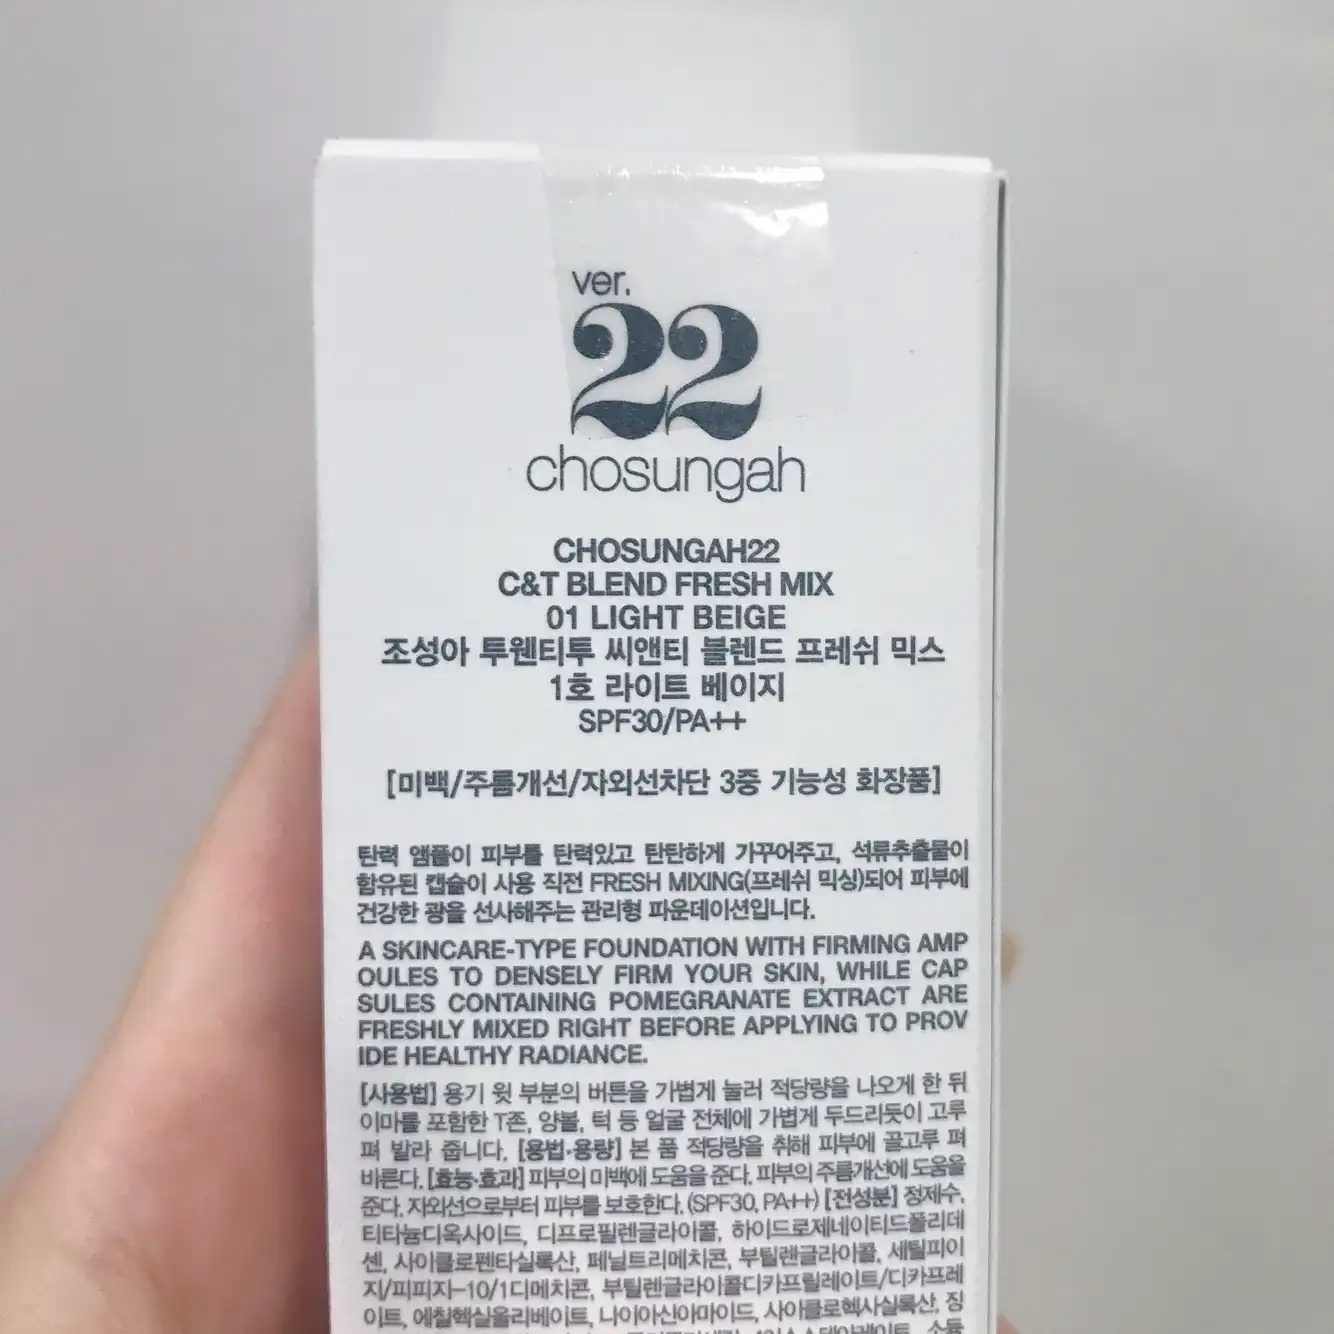 ver.
22
chosungah
CHOSUNGAH22
C&T BLEND FRESH MIX
01 LIGHT BEIGE
조성아 투웬티투 씨앤티 블렌드 프레쉬 믹스
1호 라이트 베이지
SPF30/PA++
[미백/주름개선/자외선차단 3중 기능성 화장품]
탄력 앰플이 피부를 탄력있고 탄탄하게 가꾸어주고, 석류추출물이
함유된 캡슐이 사용 직전 FRESH MIXING(프레쉬 믹싱)되어 피부에
건강한 광을 선사해주는 관리형 파운데이션입니다.
A SKINCARE-TYPE FOUNDATION WITH FIRMING AMP
OULES TO DENSELY FIRM YOUR SKIN, WHILE CAP
SULES CONTAINING POMEGRANATE EXTRACT ARE
FRESHLY MIXED RIGHT BEFORE APPLYING TO PROV
IDE HEALTHY RADIANCE.
[사용법] 용기 윗 부분의 버튼을 가볍게 눌러 적당량을 나오게 한 뒤
이마를 포함한 T존, 양볼, 턱 등 얼굴 전체에 가볍게 두드리듯이 고루
펴 발라 줍니다. [용법·용량] 본 품 적당량을 취해 피부에 골고루 펴
바른다. [효능·효과] 피부의 미백에 도움을 준다. 피부의 주름개선에 도움을
준다. 자외선으로부터 피부를 보호한다. (SPF30, PA++) [전성분] 정제수,
티타늄디옥사이드, 디프로필렌글라이콜, 하이드로제네이티드폴리데
센, 사이클로펜타실록산, 페닐트리메치콘, 부틸렌글라이콜, 세틸피이
지/피피지-10/1디메치콘, 부틸렌글라이콜디카프릴레이트/디카프레
이트, 에칠헥실올리베이트, 나이아신아마이드, 사이클로헥사실록산, 징
소듐